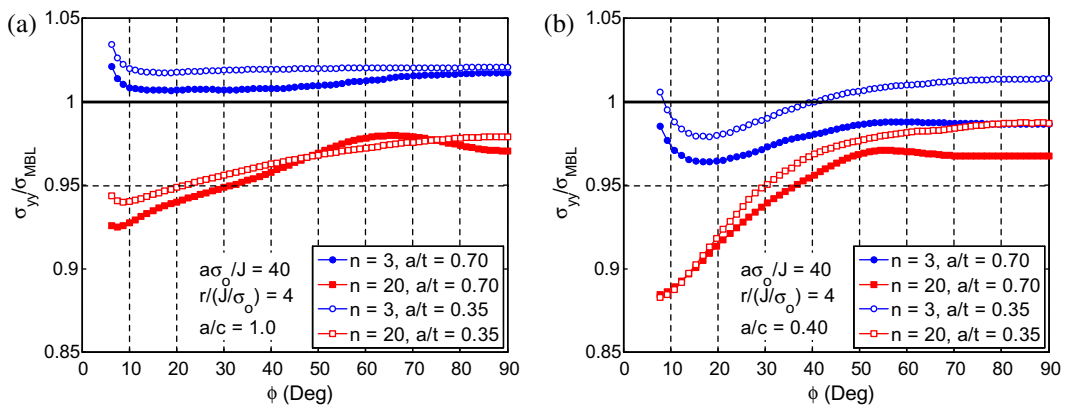 (a)
1.05
1
0.95
0.9
0.85
σyy/σMBL
0 10 20 30 40 50 60 70 80 90
ϕ (Deg)
aσo/J = 40
r/(J/σo) = 4
a/c = 1.0
n = 3, a/t = 0.70
n = 20, a/t = 0.70
n = 3, a/t = 0.35
n = 20, a/t = 0.35
(b)
1.05
1
0.95
0.9
0.85
σyy/σMBL
0 10 20 30 40 50 60 70 80 90
ϕ (Deg)
aσo/J = 40
r/(J/σo) = 4
a/c = 0.40
n = 3, a/t = 0.70
n = 20, a/t = 0.70
n = 3, a/t = 0.35
n = 20, a/t = 0.35